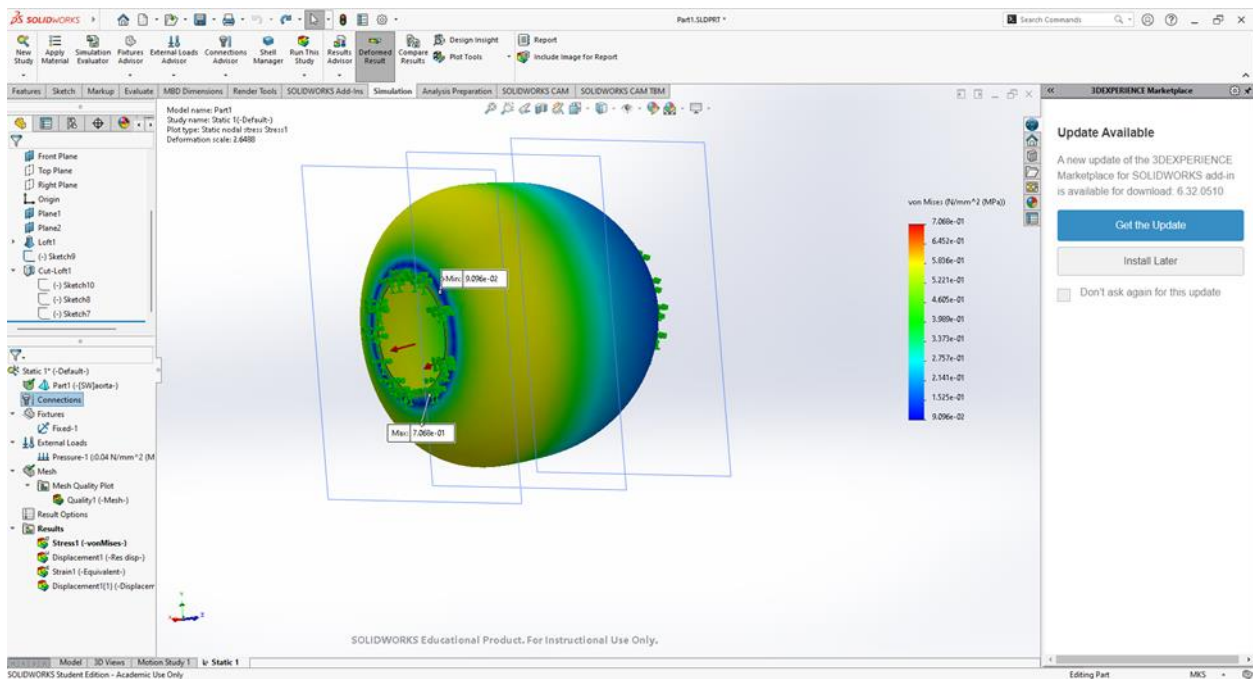 SOLIDWORKS
Part1.SLDPRT *
Search Commands
New Study
Apply Material
Simulation Evaluator
Fixtures Advisor
External Loads Advisor
Connections Advisor
Shell Manager
Run This Study
Results Advisor
Deformed Result
Compare Results
Design Insight
Plot Tools
Report
Include Image for Report
Features Sketch Markup Evaluate MBD Dimensions Render Tools SOLIDWORKS Add-Ins Simulation Analysis Preparation SOLIDWORKS CAM SOLIDWORKS CAM TBM
Front Plane
Top Plane
Right Plane
Origin
Plane1
Plane2
Loft1
(-) Sketch9
Cut-Loft1
(-) Sketch10
(-) Sketch8
(-) Sketch7
Static 1* (-Default-)
Part1 (-[SW]aorta-)
Connections
Fixtures
Fixed-1
External Loads
Pressure-1 (:0.04 N/mm^2 (M
Mesh
Mesh Quality Plot
Quality1 (-Mesh-)
Result Options
Results
Stress1 (-vonMises-)
Displacement1 (-Res disp-)
Strain1 (-Equivalent-)
Displacement1{1} (-Displacem
Model name: Part1
Study name: Static 1(-Default-)
Plot type: Static nodal stress Stress1
Deformation scale: 2.6488
Min: 9.096e-02
Max: 7.068e-01
von Mises (N/mm^2 (MPa))
7.068e-01
6.452e-01
5.836e-01
5.221e-01
4.605e-01
3.989e-01
3.373e-01
2.757e-01
2.141e-01
1.525e-01
9.096e-02
SOLIDWORKS Educational Product. For Instructional Use Only.
3DEXPERIENCE Marketplace
Update Available
A new update of the 3DEXPERIENCE
Marketplace for SOLIDWORKS add-in
is available for download: 6.32.0510
Get the Update
Install Later
Don't ask again for this update
Model 3D Views Motion Study 1 Static 1
SOLIDWORKS Student Edition - Academic Use Only
Editing Part
MKS